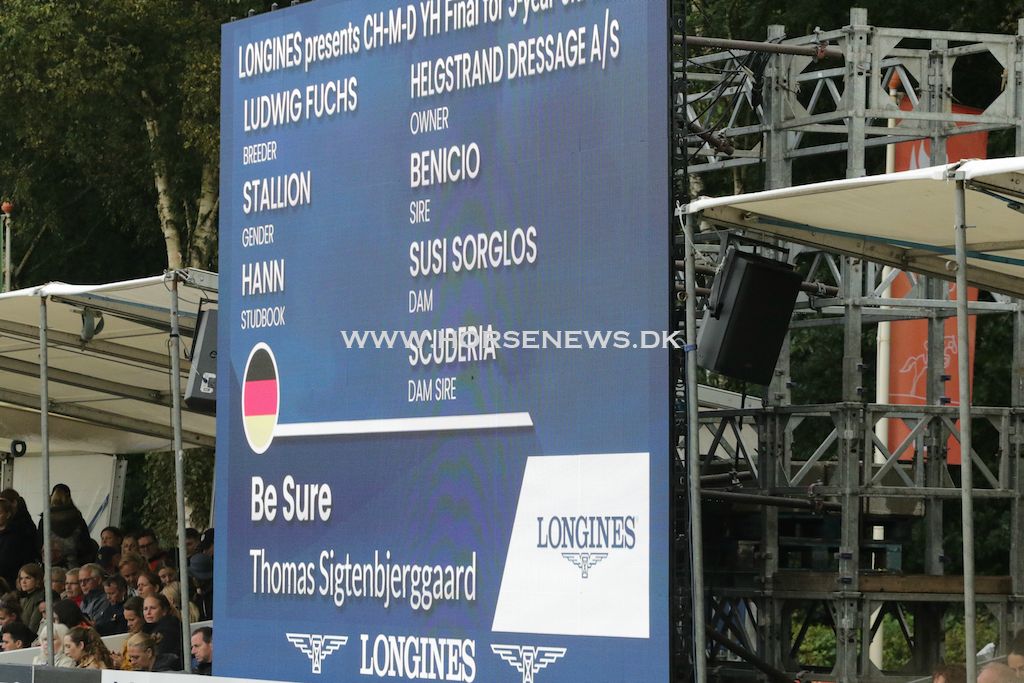 LONGINES presents CH-M-D YH Final for 5-year
LUDWIG FUCHS
BREEDER
HELGSTRAND DRESSAGE A/S
OWNER
STALLION
GENDER
BENICIO
SIRE
HANN
STUDBOOK
SUSI SORGLOS
DAM
SCUDERIA
DAM SIRE
WWW.HORSENEWS.DK
Be Sure
Thomas Sigtenbjerggaard
LONGINES
LONGINES